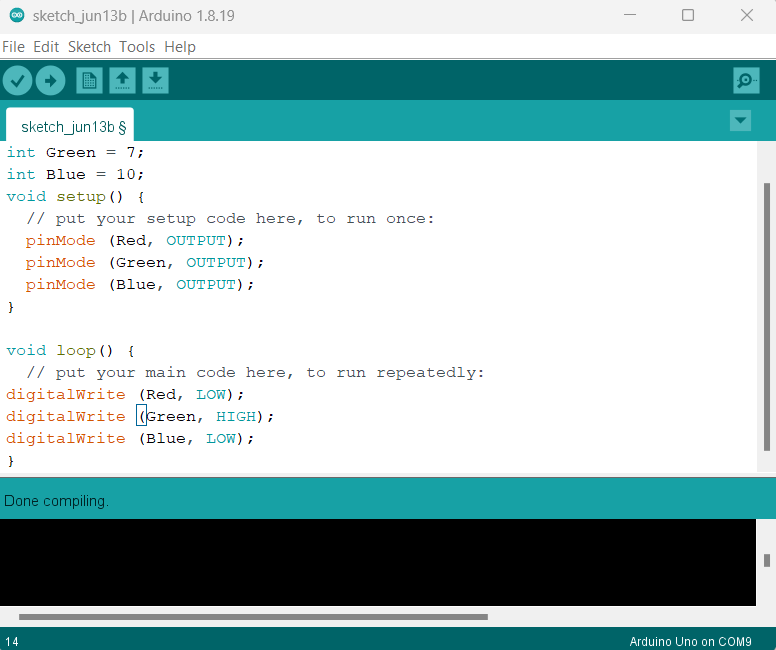 sketch_jun13b | Arduino 1.8.19
File Edit Sketch Tools Help
sketch_jun13b §
int Green = 7;
int Blue = 10;
void setup() {
  // put your setup code here, to run once:
  pinMode (Red, OUTPUT);
  pinMode (Green, OUTPUT);
  pinMode (Blue, OUTPUT);
}
void loop() {
  // put your main code here, to run repeatedly:
digitalWrite (Red, LOW);
digitalWrite (Green, HIGH);
digitalWrite (Blue, LOW);
}
Done compiling.
14 Arduino Uno on COM9